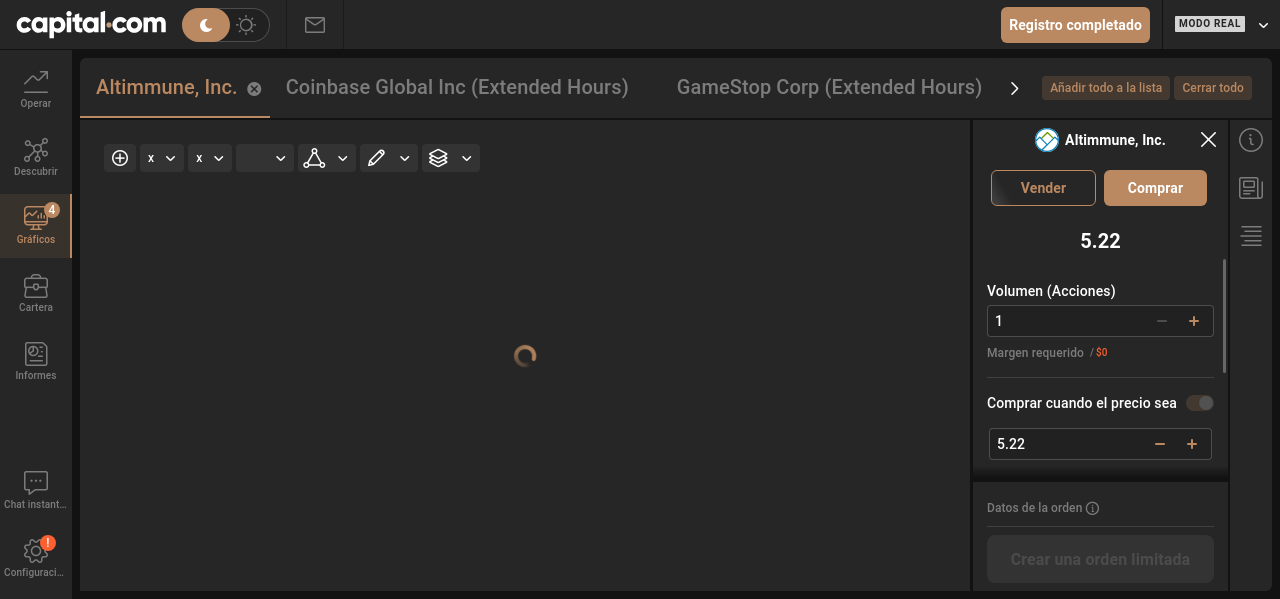 capital.com
Registro completado
MODO REAL
Operar
Descubrir
4
Gráficos
Cartera
Informes
Chat instant...
!
Configuraci...
Altimmune, Inc.
Coinbase Global Inc (Extended Hours)
GameStop Corp (Extended Hours)
Añadir todo a la lista
Cerrar todo
x
x
Altimmune, Inc.
Vender
Comprar
5.22
Volumen (Acciones)
1
Margen requerido / $0
Comprar cuando el precio sea
5.22
Datos de la orden
Crear una orden limitada